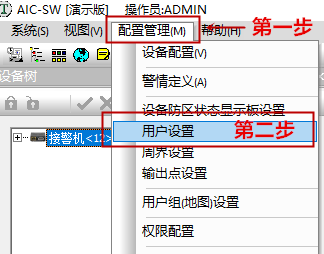 AIC-SW [演示版] 操作员:ADMIN
系统(S) 视图(V) 配置管理(M) 帮助(H) 第一步
设备配置(V)
设备树
警情定义(A)
设备防区状态显示板设置
接警机<12> 用户设置 第二步
周界设置
输出点设置
用户组(地图)设置
权限配置